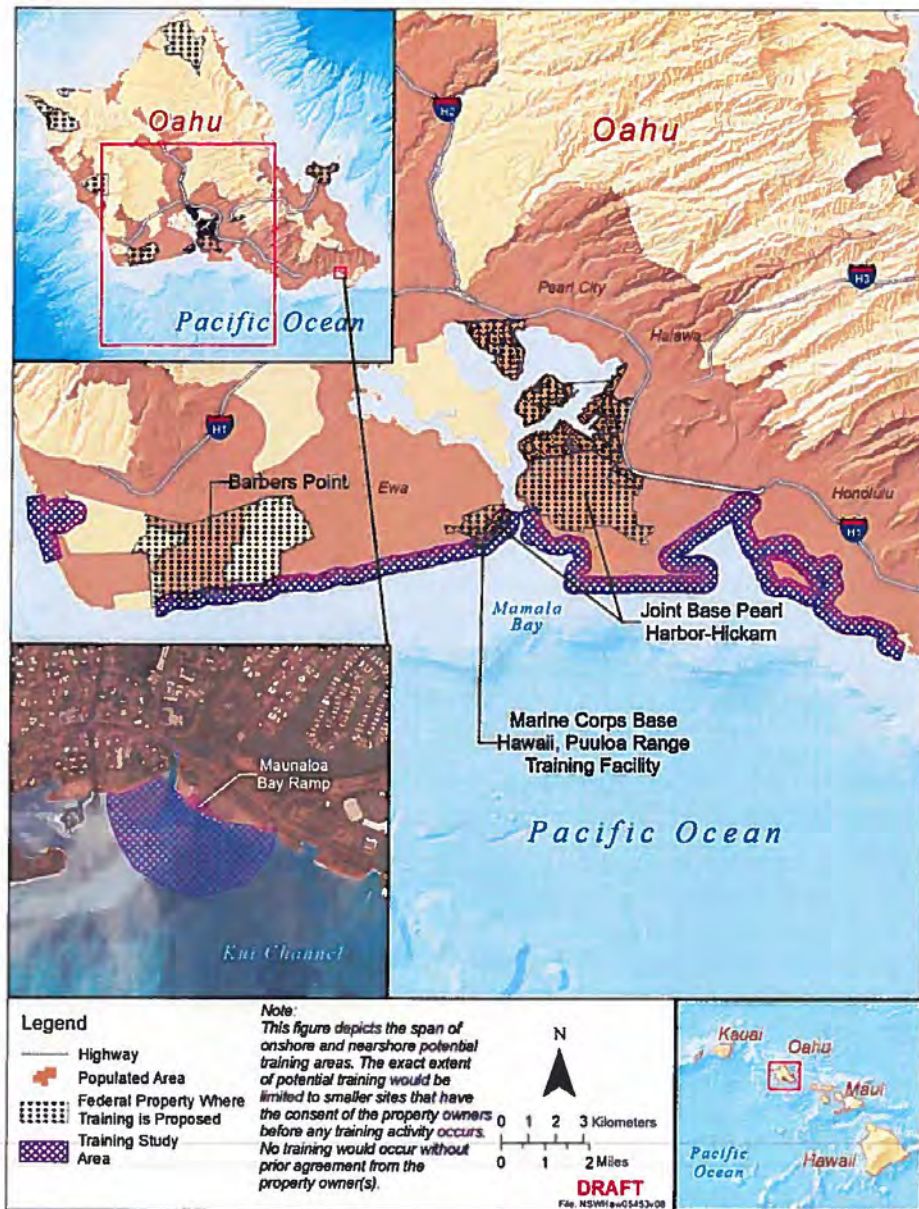 Oahu
Pacific Ocean
H2
Oahu
Pearl City
H3
Halawa
H1
Barbers Point
Ewa
Honolulu
H1
Mamala
Bay
Joint Base Pearl
Harbor-Hickam
Marine Corps Base
Hawaii, Puuloa Range
Training Facility
Pacific Ocean
Maunaloa
Bay Ramp
Kui Channel
Legend
Highway
Populated Area
Federal Property Where
Training is Proposed
Training Study
Area
Note:
This figure depicts the span of
onshore and nearshore potential
training areas. The exact extent
of potential training would be
limited to smaller sites that have
the consent of the property owners
before any training activity occurs.
No training would occur without
prior agreement from the
property owner(s).
N
0 1 2 3 Kilometers
0 1 2 Miles
DRAFT
File: NSWHaw05453v08
Kauai
Oahu
Maui
Pacific
Ocean
Hawaii